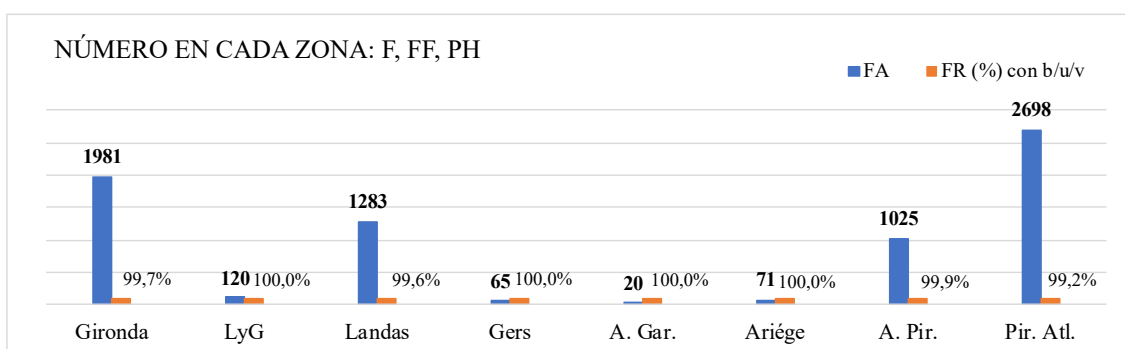 NÚMERO EN CADA ZONA: F, FF, PH
FA FR (%) con b/u/v
1981 99,7% 120 100,0% 1283 99,6% 65 100,0% 20 100,0% 71 100,0% 1025 99,9% 2698 99,2%
Gironda LyG Landas Gers A. Gar. Ariége A. Pir. Pir. Atl.